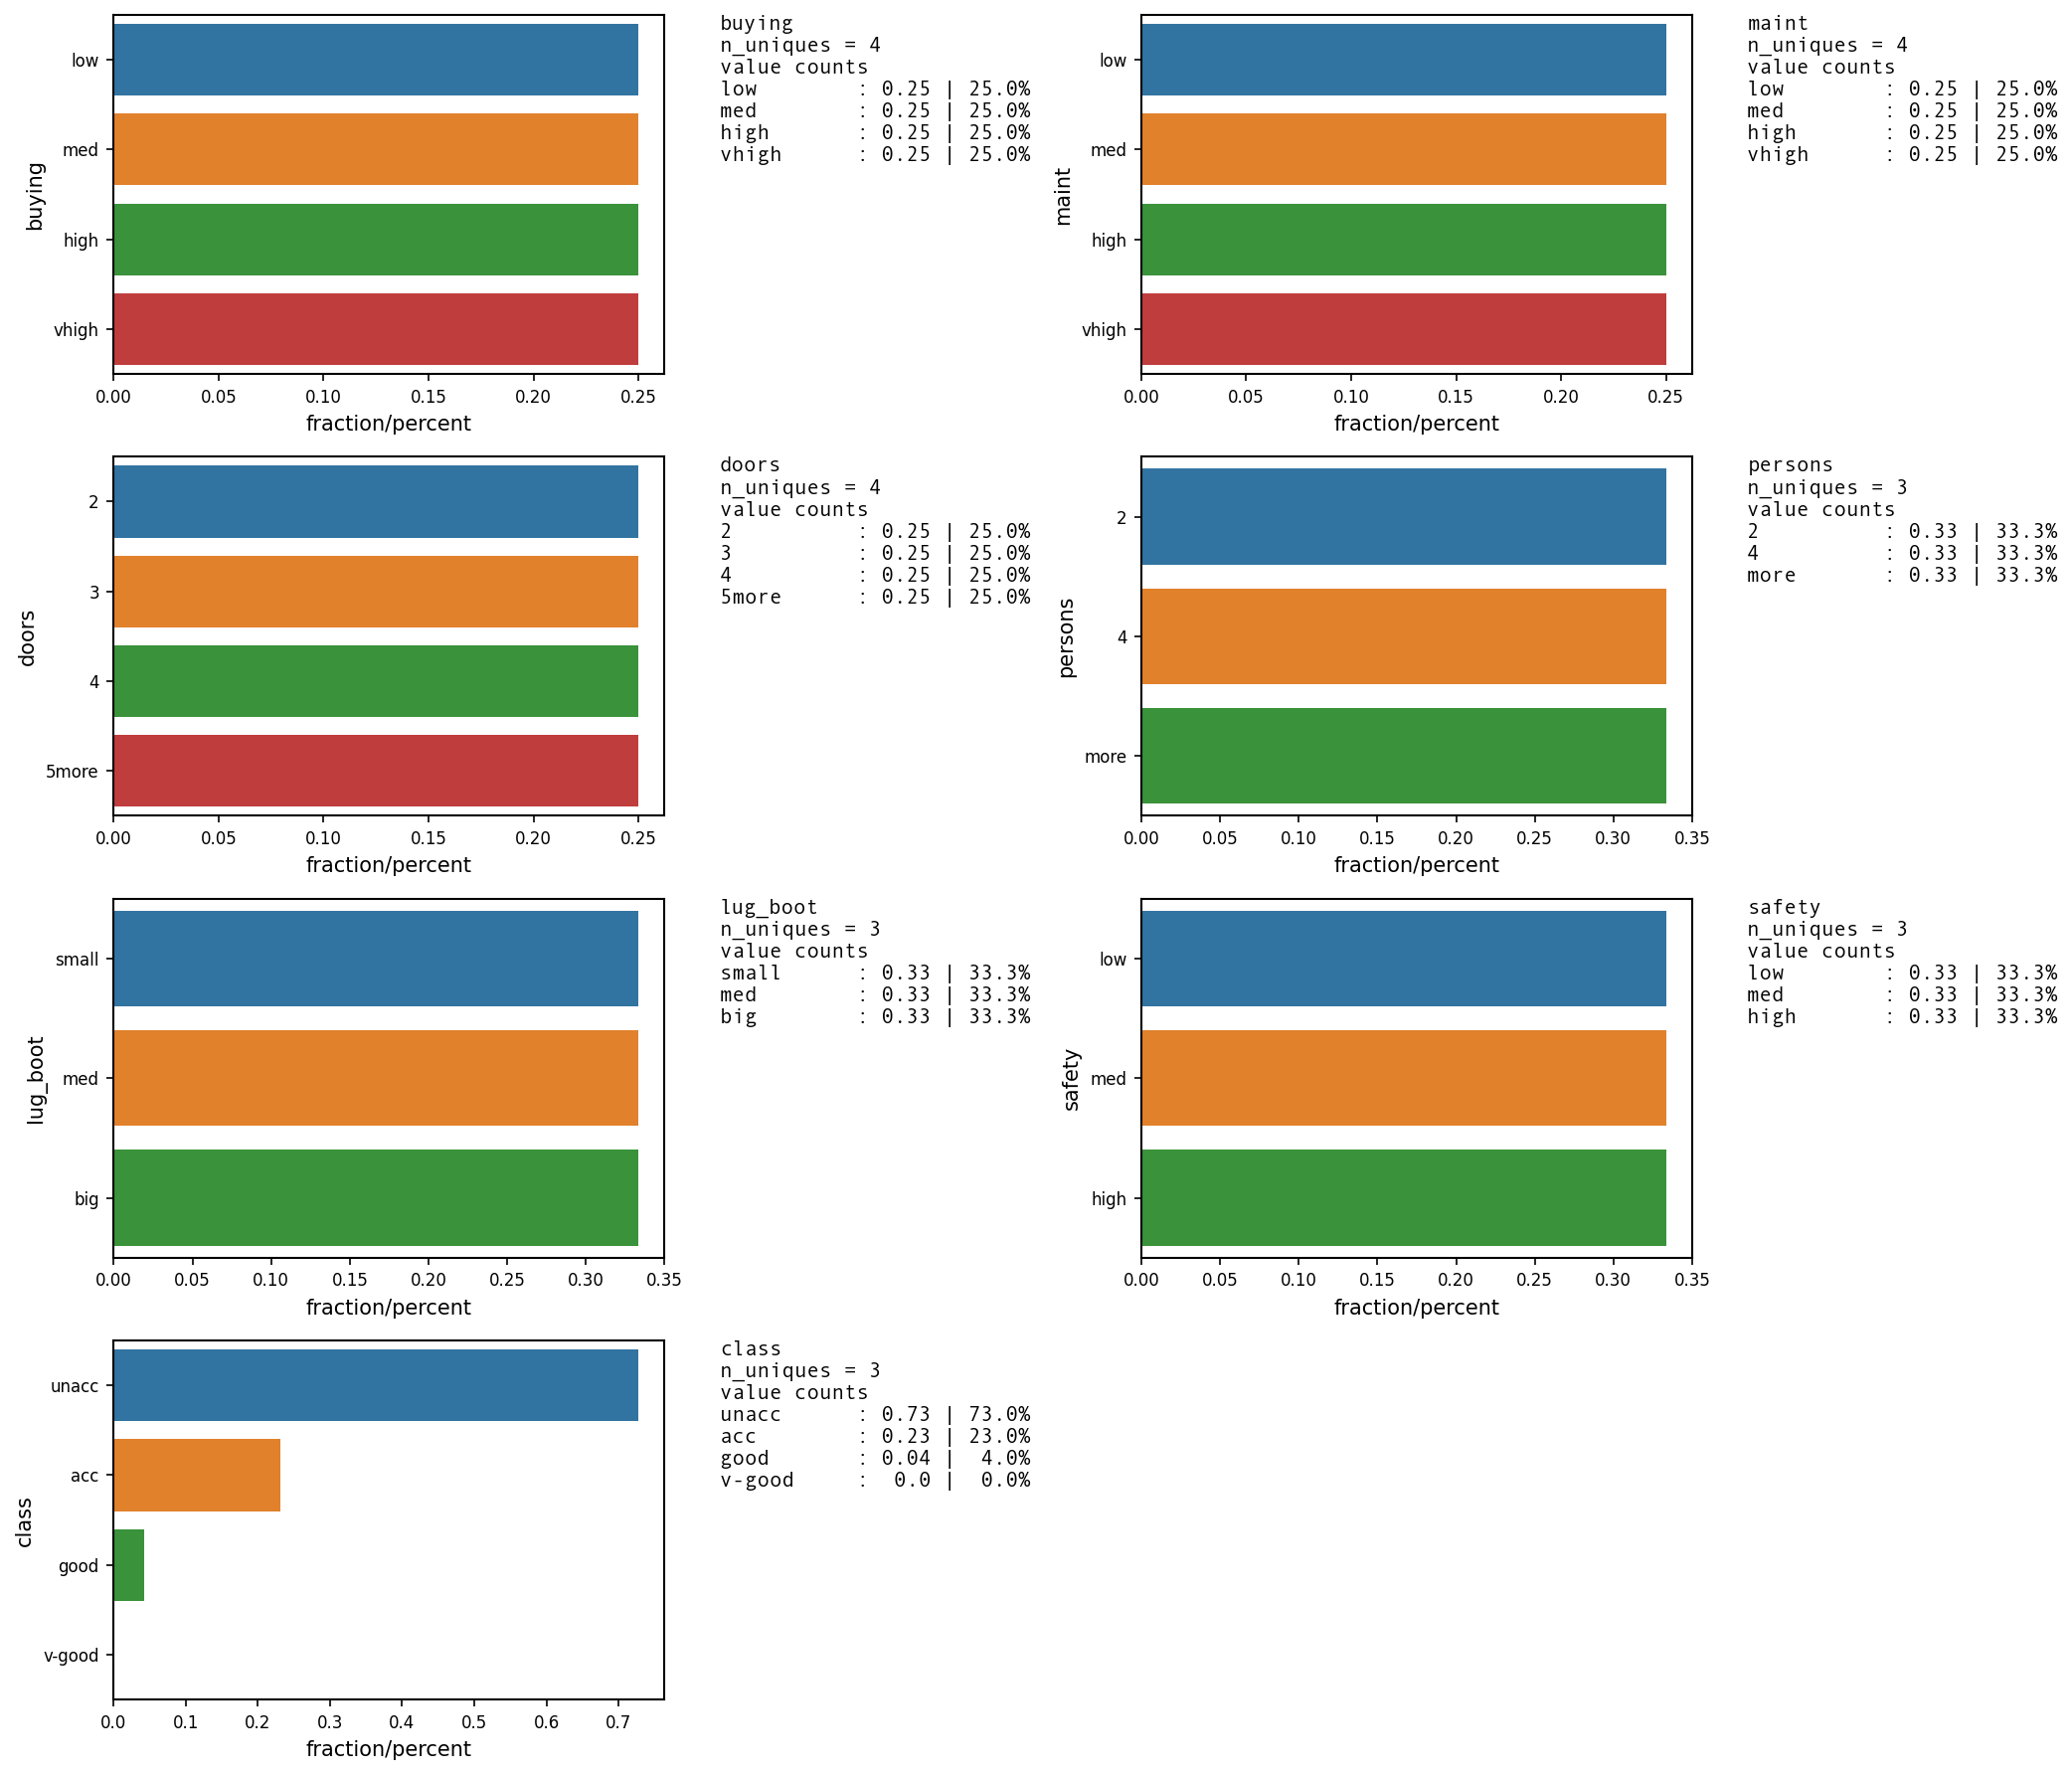 low
med
high
vhigh
buying
0.00 0.05 0.10 0.15 0.20 0.25
fraction/percent
buying
n_uniques = 4
value counts
low : 0.25 | 25.0%
med : 0.25 | 25.0%
high : 0.25 | 25.0%
vhigh : 0.25 | 25.0%
low
med
high
vhigh
maint
0.00 0.05 0.10 0.15 0.20 0.25
fraction/percent
maint
n_uniques = 4
value counts
low : 0.25 | 25.0%
med : 0.25 | 25.0%
high : 0.25 | 25.0%
vhigh : 0.25 | 25.0%
2
3
4
5more
doors
0.00 0.05 0.10 0.15 0.20 0.25
fraction/percent
doors
n_uniques = 4
value counts
2 : 0.25 | 25.0%
3 : 0.25 | 25.0%
4 : 0.25 | 25.0%
5more : 0.25 | 25.0%
2
4
more
persons
0.00 0.05 0.10 0.15 0.20 0.25 0.30 0.35
fraction/percent
persons
n_uniques = 3
value counts
2 : 0.33 | 33.3%
4 : 0.33 | 33.3%
more : 0.33 | 33.3%
small
med
big
lug_boot
0.00 0.05 0.10 0.15 0.20 0.25 0.30 0.35
fraction/percent
lug_boot
n_uniques = 3
value counts
small : 0.33 | 33.3%
med : 0.33 | 33.3%
big : 0.33 | 33.3%
low
med
high
safety
0.00 0.05 0.10 0.15 0.20 0.25 0.30 0.35
fraction/percent
safety
n_uniques = 3
value counts
low : 0.33 | 33.3%
med : 0.33 | 33.3%
high : 0.33 | 33.3%
unacc
acc
good
v-good
class
0.0 0.1 0.2 0.3 0.4 0.5 0.6 0.7
fraction/percent
class
n_uniques = 3
value counts
unacc : 0.73 | 73.0%
acc : 0.23 | 23.0%
good : 0.04 | 4.0%
v-good : 0.0 | 0.0%